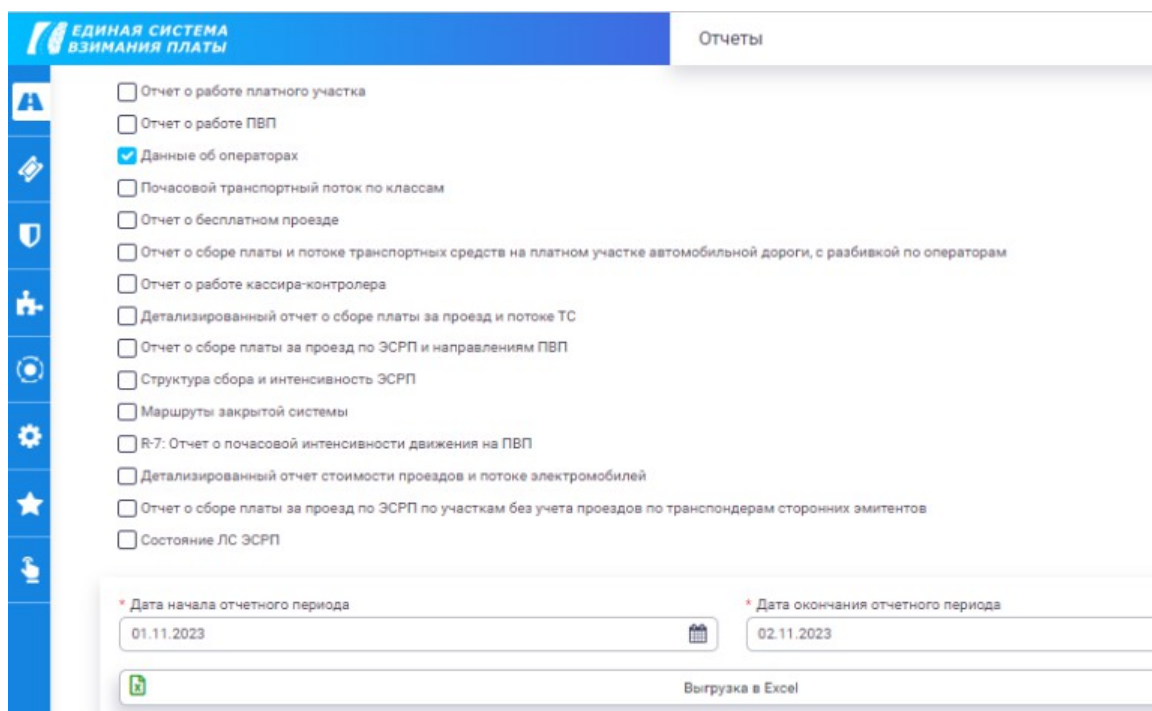 ЕДИНАЯ СИСТЕМА
ВЗИМАНИЯ ПЛАТЫ
Отчеты
Отчет о работе платного участка
Отчет о работе ПВП
Данные об операторах
Почасовой транспортный поток по классам
Отчет о бесплатном проезде
Отчет о сборе платы и потоке транспортных средств на платном участке автомобильной дороги, с разбивкой по операторам
Отчет о работе кассира-контролера
Детализированный отчет о сборе платы за проезд и потоке ТС
Отчет о сборе платы за проезд по ЭСРП и направлениям ПВП
Структура сбора и интенсивность ЭСРП
Маршруты закрытой системы
R-7: Отчет о почасовой интенсивности движения на ПВП
Детализированный отчет стоимости проездов и потоке электромобилей
Отчет о сборе платы за проезд по ЭСРП по участкам без учета проездов по транспондерам сторонних эмитентов
Состояние ЛС ЭСРП
* Дата начала отчетного периода
* Дата окончания отчетного периода
01.11.2023
02.11.2023
Выгрузка в Excel